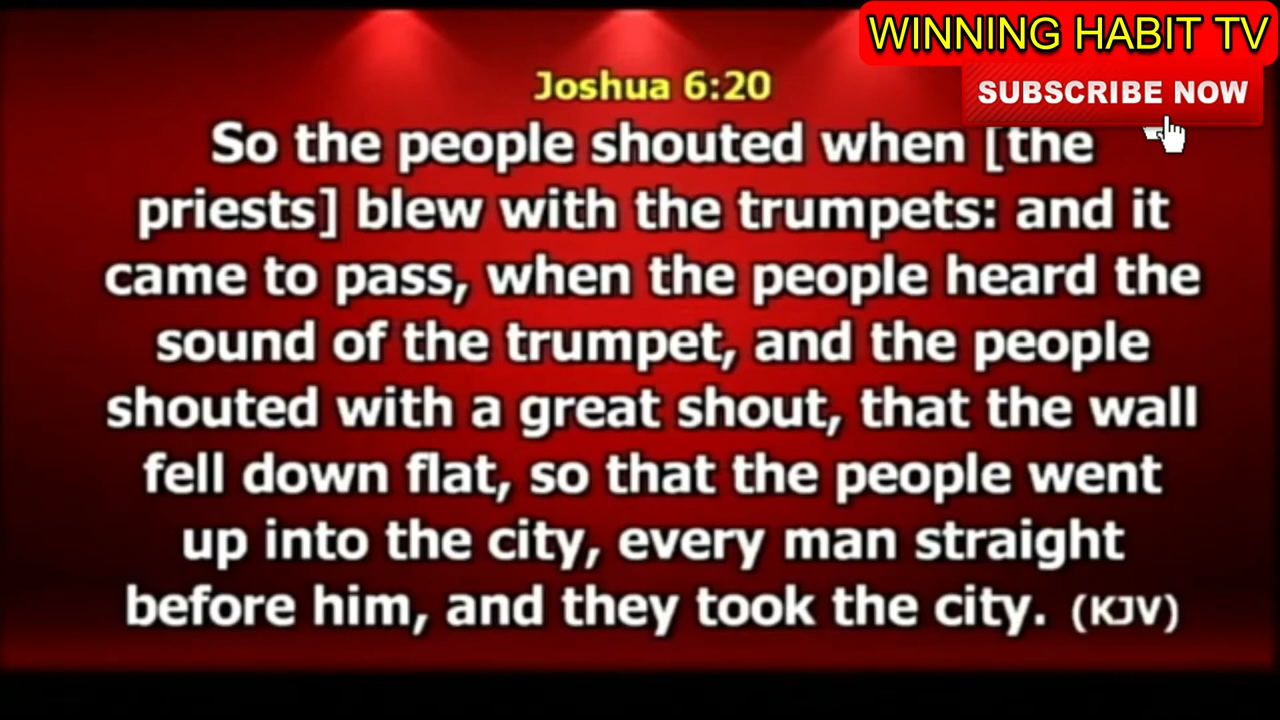 WINNING HABIT TV
SUBSCRIBE NOW
Joshua 6:20
So the people shouted when [the
priests] blew with the trumpets: and it
came to pass, when the people heard the
sound of the trumpet, and the people
shouted with a great shout, that the wall
fell down flat, so that the people went
up into the city, every man straight
before him, and they took the city. (KJV)